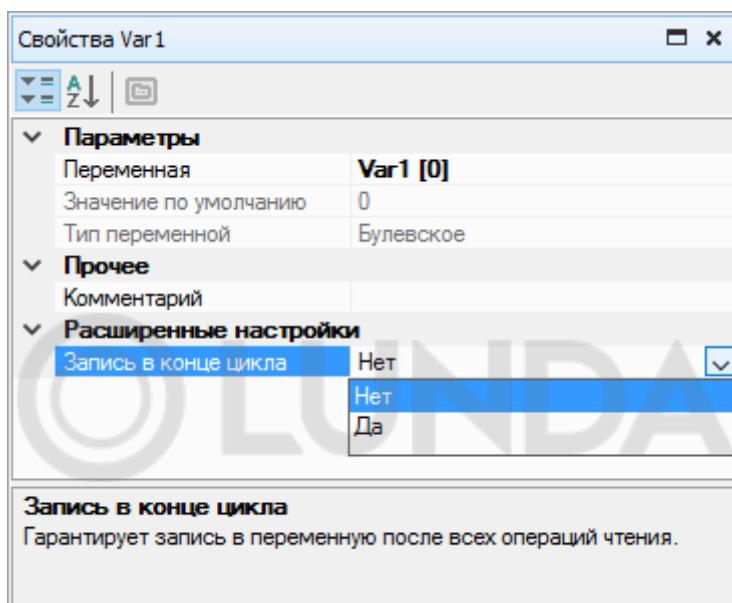 Свойства Var1
Параметры
Переменная Var1 [0]
Значение по умолчанию 0
Тип переменной Булевское
Прочее
Комментарий
Расширенные настройки
Запись в конце цикла Нет
Нет
Да
LUNDA
Запись в конце цикла
Гарантирует запись в переменную после всех операций чтения.